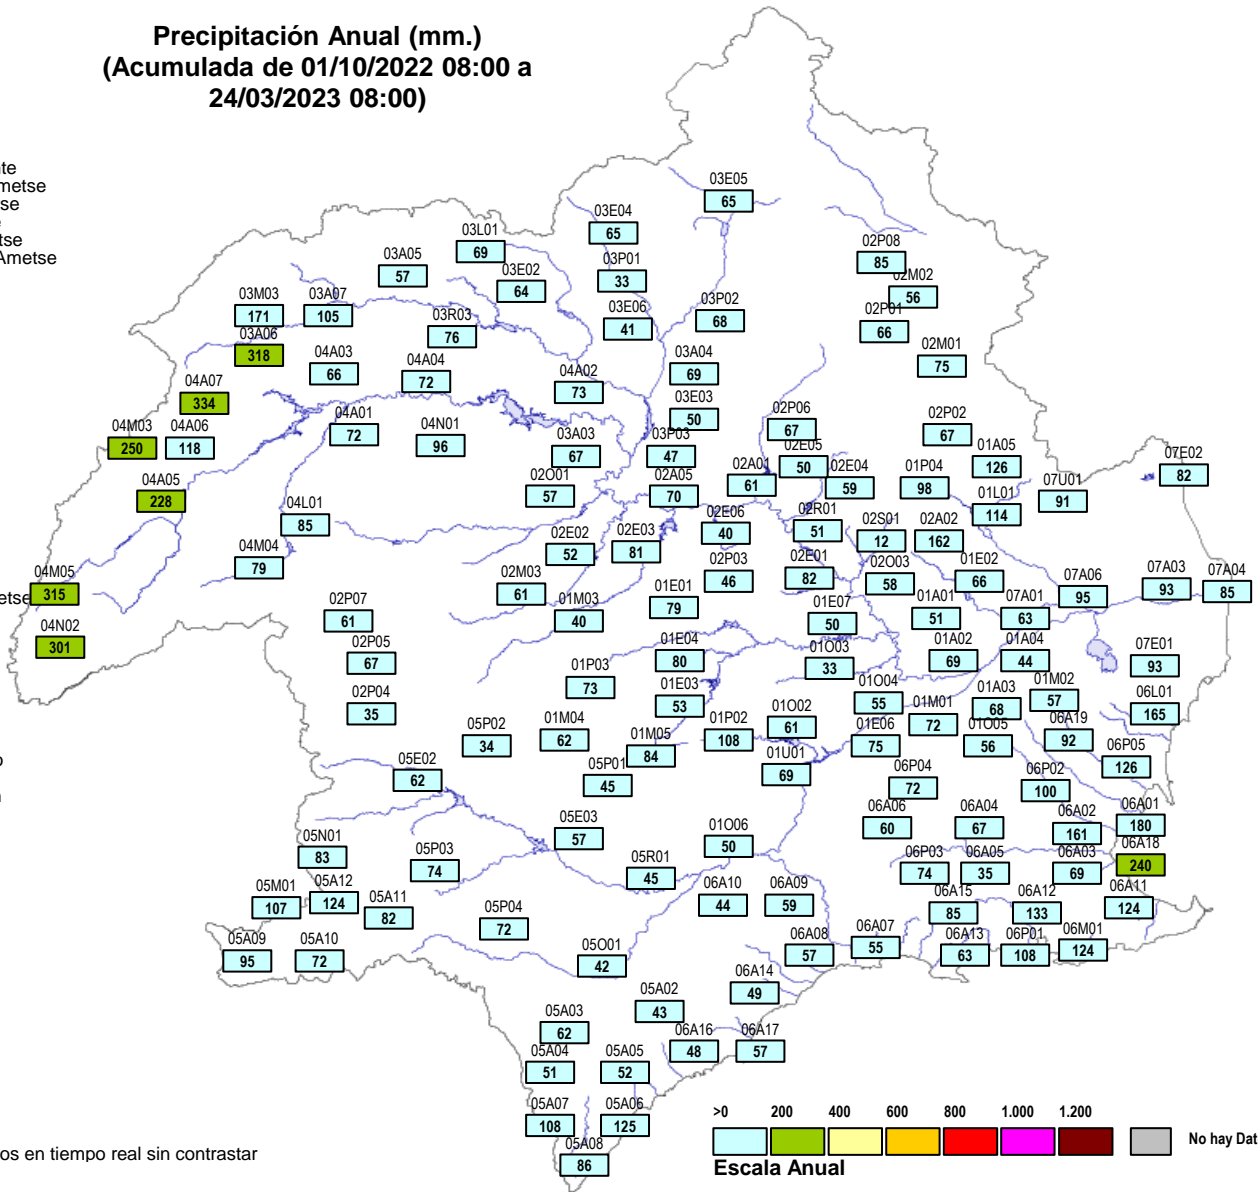 Precipitación Anual (mm.)
(Acumulada de 01/10/2022 08:00 a
24/03/2023 08:00)
nte
metse
tse
e
tse
Ametse
03E05
65
03E04
65
03L01
69
03A05
57
03E02
64
03P01
33
02P08
85
02M02
56
03M03
171
03A07
105
03R03
76
03E06
41
03P02
68
02P01
66
03A06
318
04A03
66
04A04
72
04A02
73
03A04
69
02M01
75
04A07
334
04A01
72
04N01
96
03E03
50
02P06
67
02P02
67
04M03
250
04A06
118
03A03
67
03P03
47
02E05
50
01A05
126
07E02
82
04A05
228
02O01
57
02A05
70
02A01
61
02E04
59
01P04
98
07U01
91
04L01
85
02E06
40
02R01
51
01L01
114
02S01
12
02A02
162
04M04
79
02E02
52
02E03
81
02P03
46
02E01
82
02O03
58
01E02
66
04M05
315
etse
02M03
61
01M03
40
01E01
79
07A06
95
07A03
93
07A04
85
02P07
61
01E07
50
01A01
51
07A01
63
04N02
301
02P05
67
01E04
80
01O03
33
01A02
69
01A04
44
07E01
93
02P04
35
01P03
73
01E03
53
01O04
55
01M01
72
01A03
68
01M02
57
06L01
165
05P02
34
01M04
62
01M05
84
01P02
108
01O02
61
01E06
75
01O05
56
06A19
92
06P05
126
05E02
62
05P01
45
01U01
69
06P04
72
06P02
100
05E03
57
01O06
50
06A06
60
06A04
67
06A02
161
06A01
180
05N01
83
05P03
74
05R01
45
06P03
74
06A05
35
06A03
69
06A18
240
05M01
107
05A12
124
05A11
82
06A10
44
06A09
59
06A15
85
06A12
133
06A11
124
05A09
95
05A10
72
05P04
72
05O01
42
06A08
57
06A07
55
06A13
63
06P01
108
06M01
124
05A02
43
06A14
49
05A03
62
06A16
48
06A17
57
05A04
51
05A05
52
05A07
108
05A06
125
05A08
86
os en tiempo real sin contrastar
>0 200 400 600 800 1.000 1.200
No hay Dat
Escala Anual